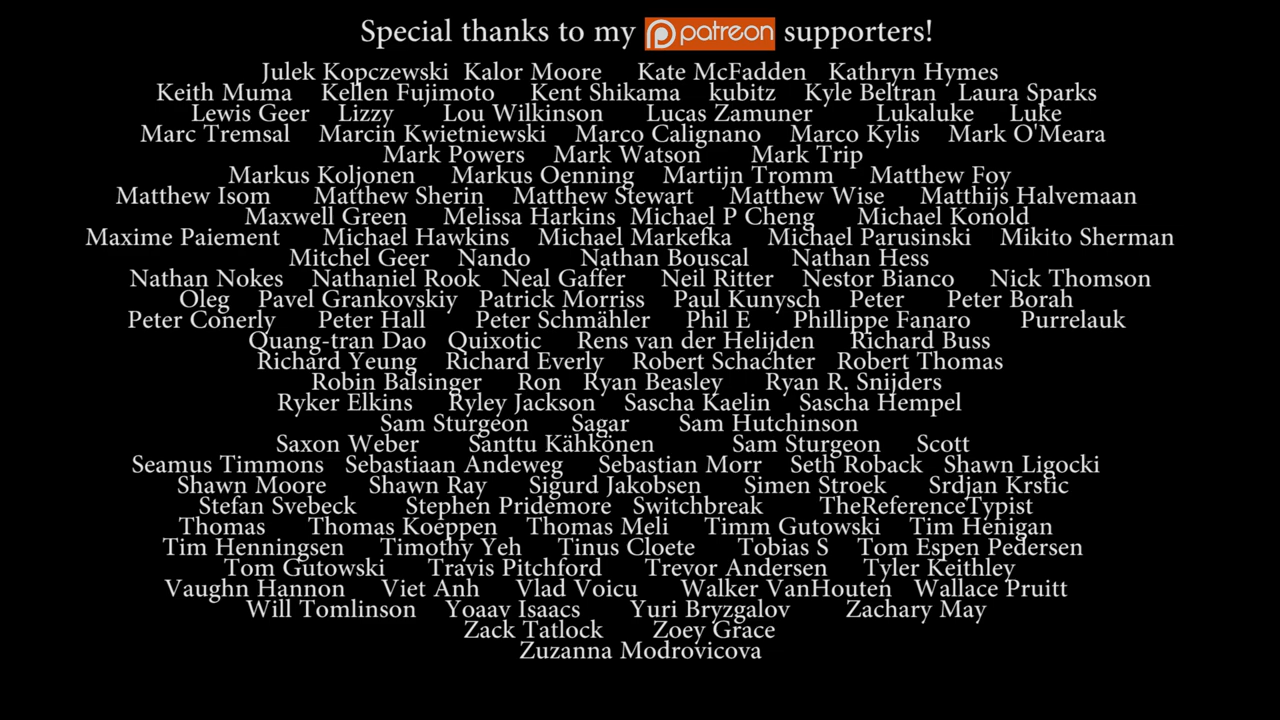 Special thanks to my patreon supporters!
Julek Kopczewski Kalor Moore Kate McFadden Kathryn Hymes
Keith Muma Kellen Fujimoto Kent Shikama kubitz Kyle Beltran Laura Sparks
Lewis Geer Lizzy Lou Wilkinson Lucas Zamuner Lukaluke Luke
Marc Tremsal Marcin Kwietniewski Marco Calignano Marco Kylis Mark O'Meara
Mark Powers Mark Watson Mark Trip
Markus Koljonen Markus Oenning Martijn Tromm Matthew Foy
Matthew Isom Matthew Sherin Matthew Stewart Matthew Wise Matthijs Halvemaan
Maxwell Green Melissa Harkins Michael P Cheng Michael Konold
Maxime Paiement Michael Hawkins Michael Markefka Michael Parusinski Mikito Sherman
Mitchel Geer Nando Nathan Bouscal Nathan Hess
Nathan Nokes Nathaniel Rook Neal Gaffer Neil Ritter Nestor Bianco Nick Thomson
Oleg Pavel Grankovskiy Patrick Morriss Paul Kunysch Peter Peter Borah
Peter Conerly Peter Hall Peter Schmähler Phil E Phillippe Fanaro Purrelauk
Quang-tran Dao Quixotic Rens van der Helijden Richard Buss
Richard Yeung Richard Everly Robert Schachter Robert Thomas
Robin Balsinger Ron Ryan Beasley Ryan R. Snijders
Ryker Elkins Ryley Jackson Sascha Kaelin Sascha Hempel
Sam Sturgeon Sagar Sam Hutchinson
Saxon Weber Santtu Kähkönen Sam Sturgeon Scott
Seamus Timmons Sebastiaan Andeweg Sebastian Morr Seth Roback Shawn Ligocki
Shawn Moore Shawn Ray Sigurd Jakobsen Simen Stroek Srdjan Krstic
Stefan Svebeck Stephen Pridemore Switchbreak TheReferenceTypist
Thomas Thomas Koeppen Thomas Meli Timm Gutowski Tim Henigan
Tim Henningsen Timothy Yeh Tinus Cloete Tobias S Tom Espen Pedersen
Tom Gutowski Travis Pitchford Trevor Andersen Tyler Keithley
Vaughn Hannon Viet Anh Vlad Voicu Walker VanHouten Wallace Pruitt
Will Tomlinson Yoaav Isaacs Yuri Bryzgalov Zachary May
Zack Tatlock Zoey Grace
Zuzanna Modrovicova